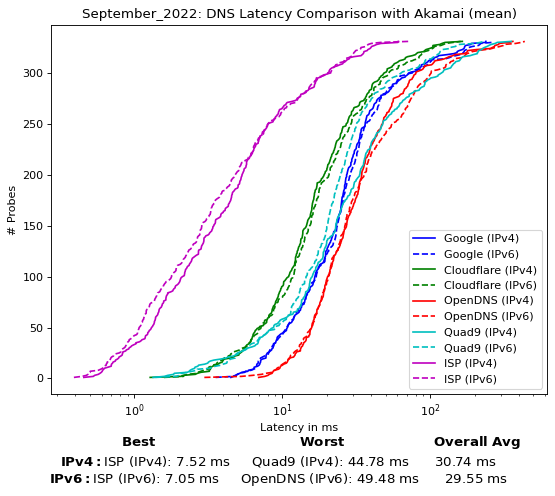 September_2022: DNS Latency Comparison with Akamai (mean)
# Probes
300
250
200
150
100
50
0
Google (IPv4)
Google (IPv6)
Cloudflare (IPv4)
Cloudflare (IPv6)
OpenDNS (IPv4)
OpenDNS (IPv6)
Quad9 (IPv4)
Quad9 (IPv6)
ISP (IPv4)
ISP (IPv6)
10⁰ 10¹ 10²
Latency in ms
Best Worst Overall Avg
IPv4: ISP (IPv4): 7.52 ms Quad9 (IPv4): 44.78 ms 30.74 ms
IPv6: ISP (IPv6): 7.05 ms OpenDNS (IPv6): 49.48 ms 29.55 ms